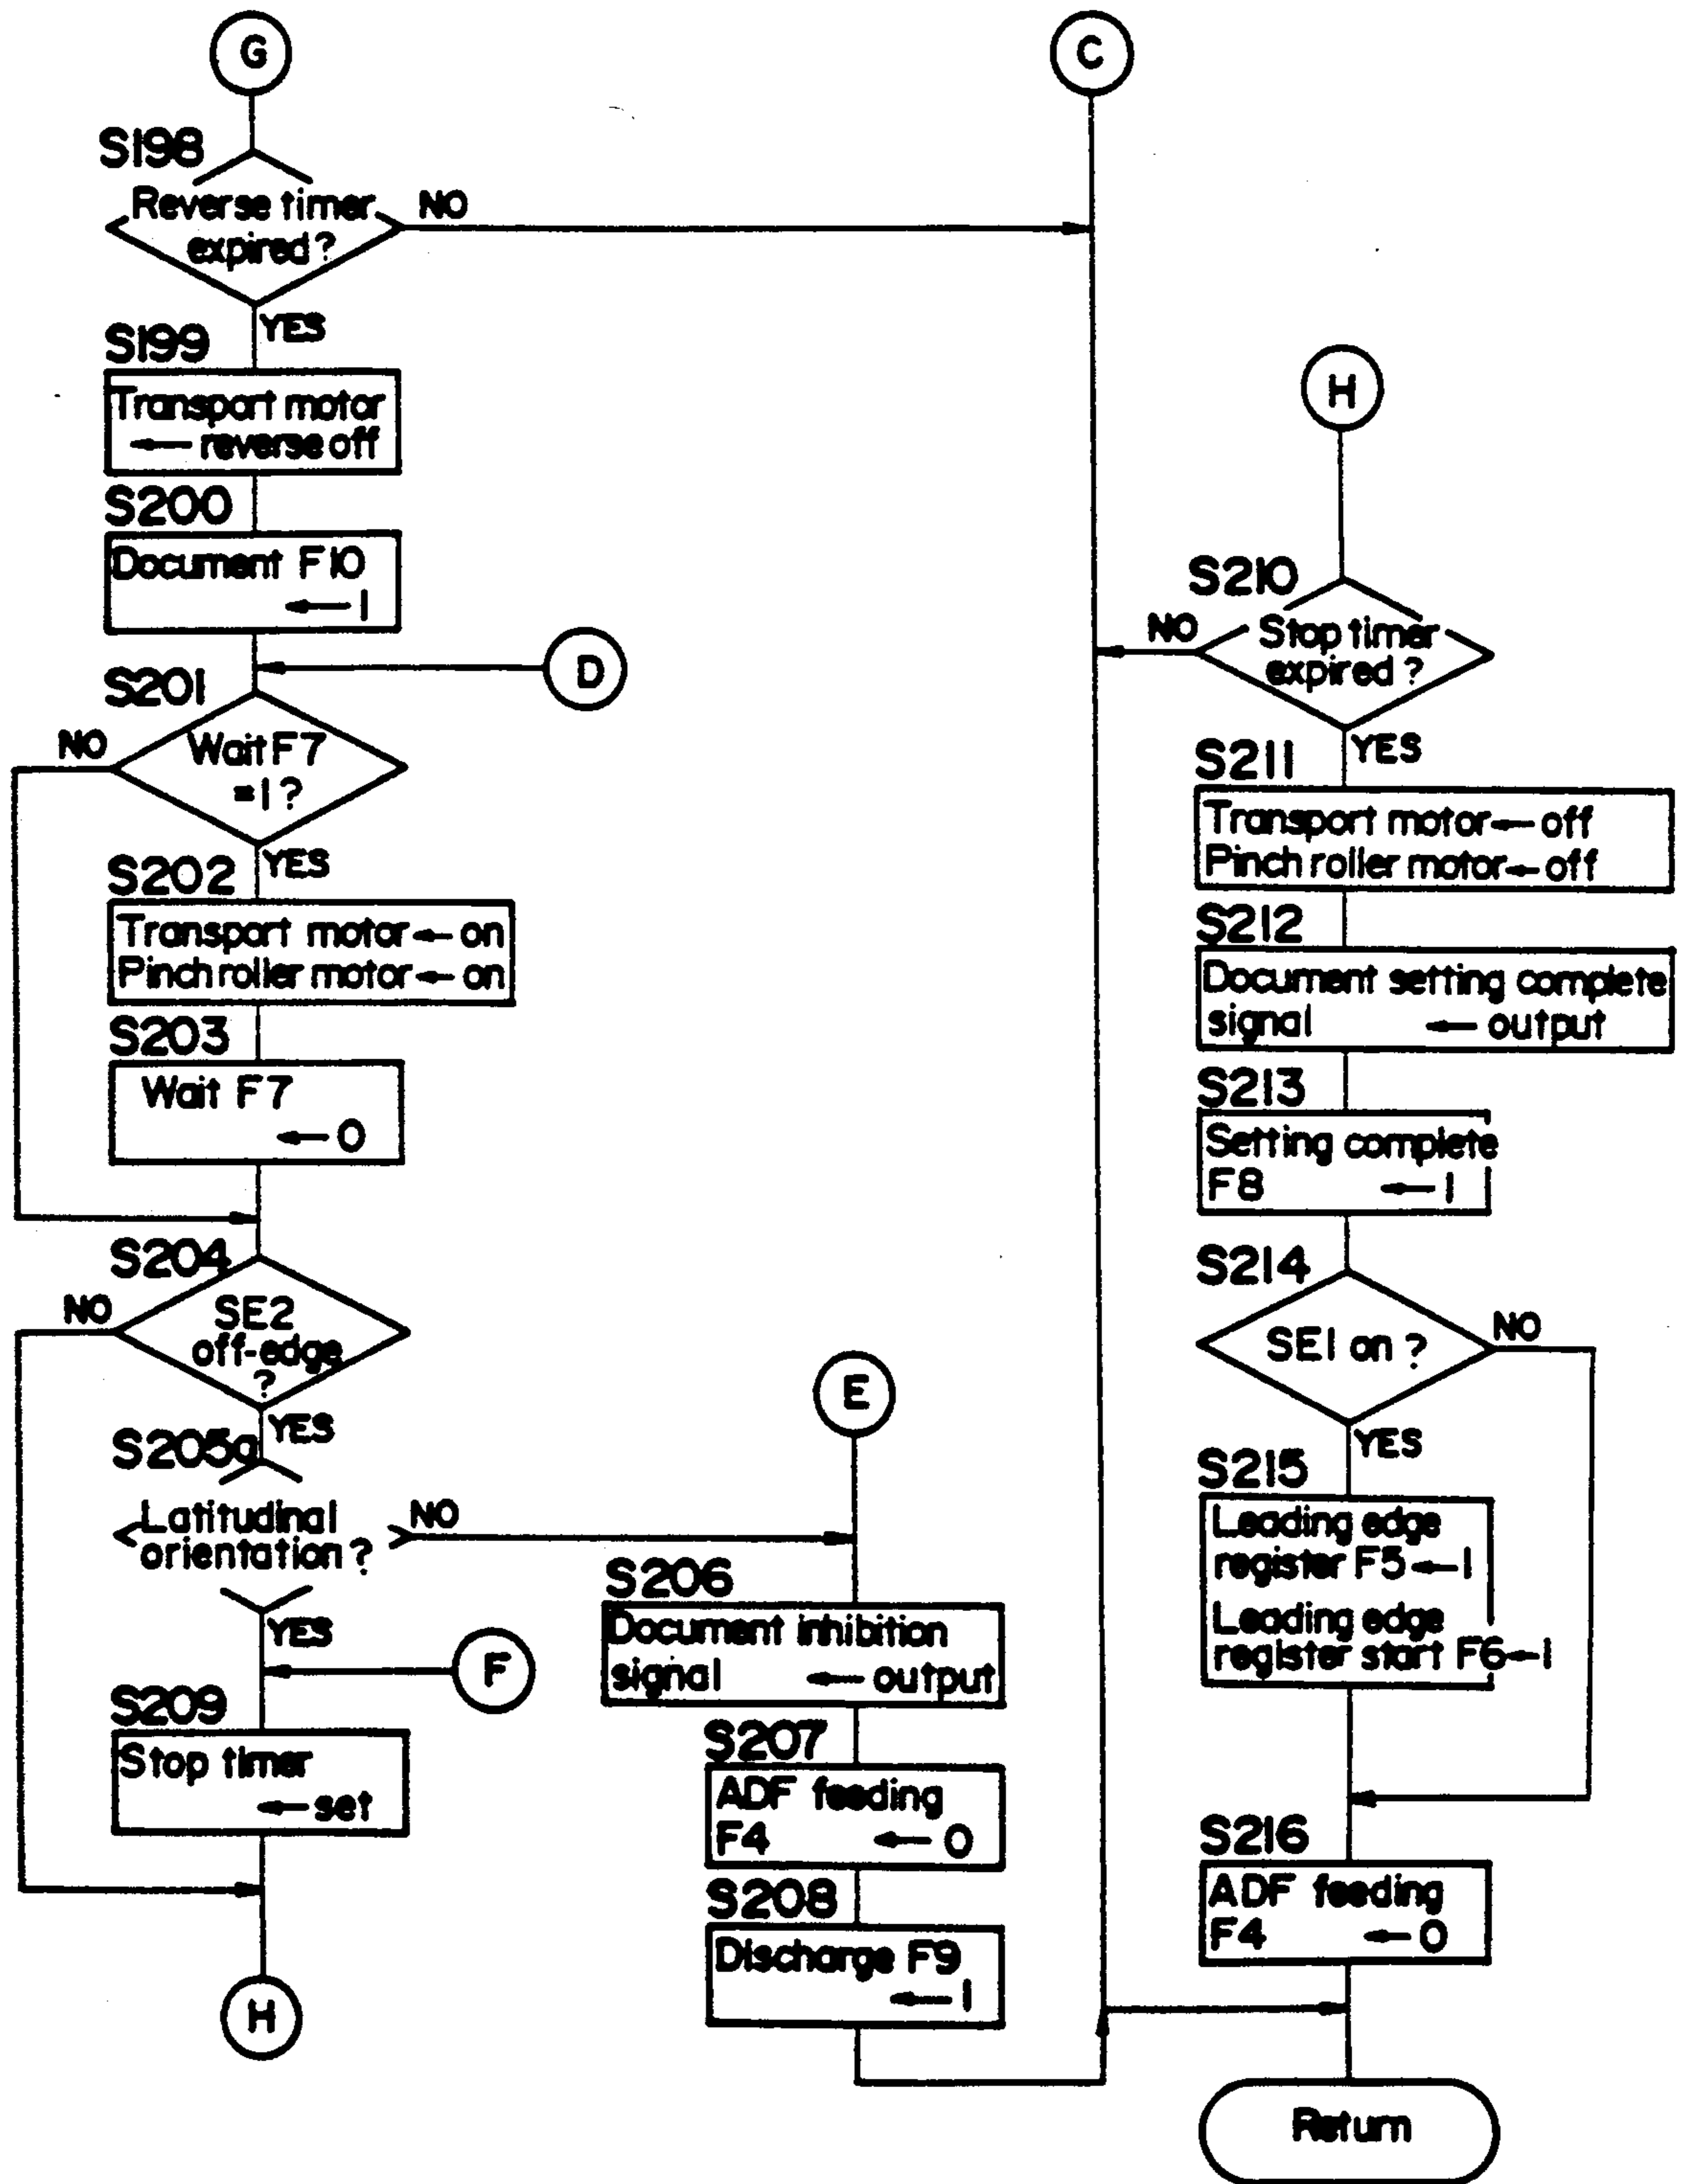 G
S198
Reverse timer
expired?
NO
YES
S199
Transport motor
← reverse off
S200
Document F10
←1
D
S201
Wait F7
=1?
NO
YES
S202
Transport motor ← on
Pinch roller motor ← on
S203
Wait F7
← 0
S204
SE2
off-edge
?
NO
YES
S205a
Latitudinal
orientation?
NO
YES
F
S209
Stop timer
← set
H
E
S206
Document inhibition
signal ← output
S207
ADF feeding
F4 ← 0
S208
Discharge F9
←1
C
H
S210
Stop timer
expired?
NO
YES
S211
Transport motor ← off
Pinch roller motor ← off
S212
Document setting complete
signal ← output
S213
Setting complete
F8 ←1
S214
SE1 on?
NO
YES
S215
Leading edge
register F5←1
Leading edge
register start F6←1
S216
ADF feeding
F4 ← 0
Return